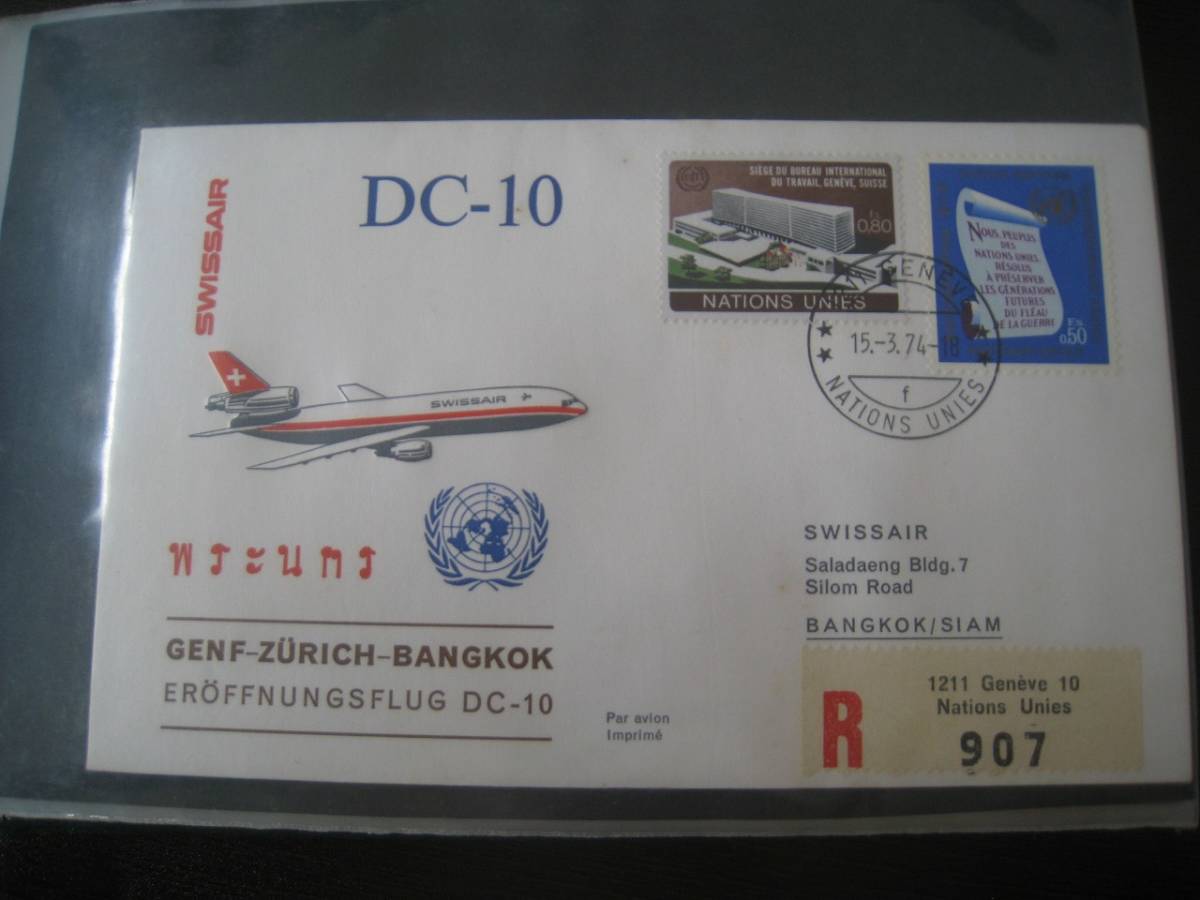 SWISSAIR
DC-10
SIÈGE DU BUREAU INTERNATIONAL
DU TRAVAIL, GENÈVE, SUISSE
Fs.
0,80
NATIONS UNIES
NOUS, PEUPLES
DES
NATIONS UNIES,
RÉSOLUS
À PRÉSERVER
LES GÉNÉRATIONS
FUTURES
DU FLÉAU
DE LA GUERRE
F.s.
0,50
GENÈVE
15.-3.74-18
f
NATIONS UNIES
SWISSAIR
พระนคร
GENF-ZÜRICH-BANGKOK
ERÖFFNUNGSFLUG DC-10
Par avion
Imprimé
SWISSAIR
Saladaeng Bldg. 7
Silom Road
BANGKOK/SIAM
R
1211 Genève 10
Nations Unies
907